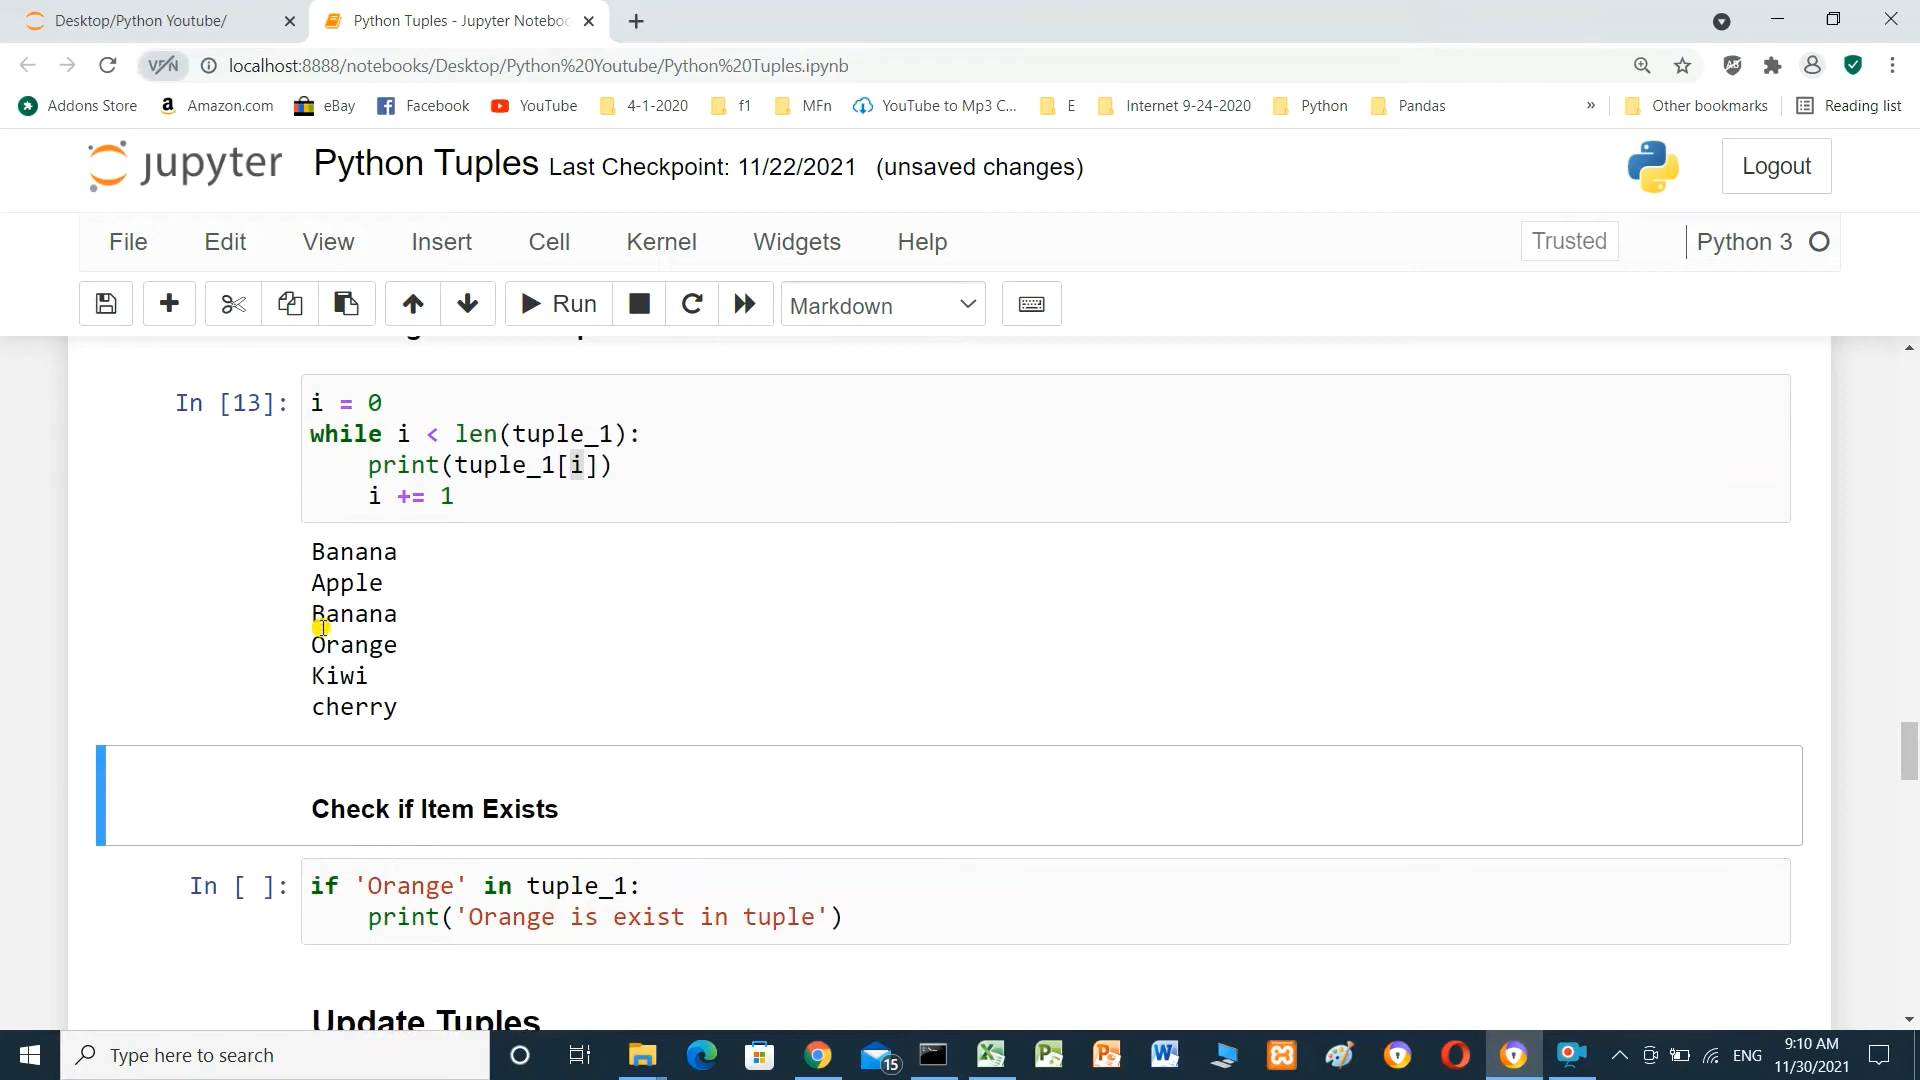 Desktop/Python Youtube/
Python Tuples - Jupyter Noteboo
VPN
localhost:8888/notebooks/Desktop/Python%20Youtube/Python%20Tuples.ipynb
Addons Store
Amazon.com
eBay
Facebook
YouTube
4-1-2020
f1
MFn
YouTube to Mp3 C...
E
Internet 9-24-2020
Python
Pandas
»
Other bookmarks
Reading list
jupyter
Python Tuples Last Checkpoint: 11/22/2021 (unsaved changes)
Logout
File
Edit
View
Insert
Cell
Kernel
Widgets
Help
Trusted
Python 3
Run
Markdown
In [13]:
i = 0
while i < len(tuple_1):
    print(tuple_1[i])
    i += 1
Banana
Apple
Banana
Orange
Kiwi
cherry
Check if Item Exists
In [ ]:
if 'Orange' in tuple_1:
    print('Orange is exist in tuple')
Update Tuples
Type here to search
15
ENG
9:10 AM
11/30/2021